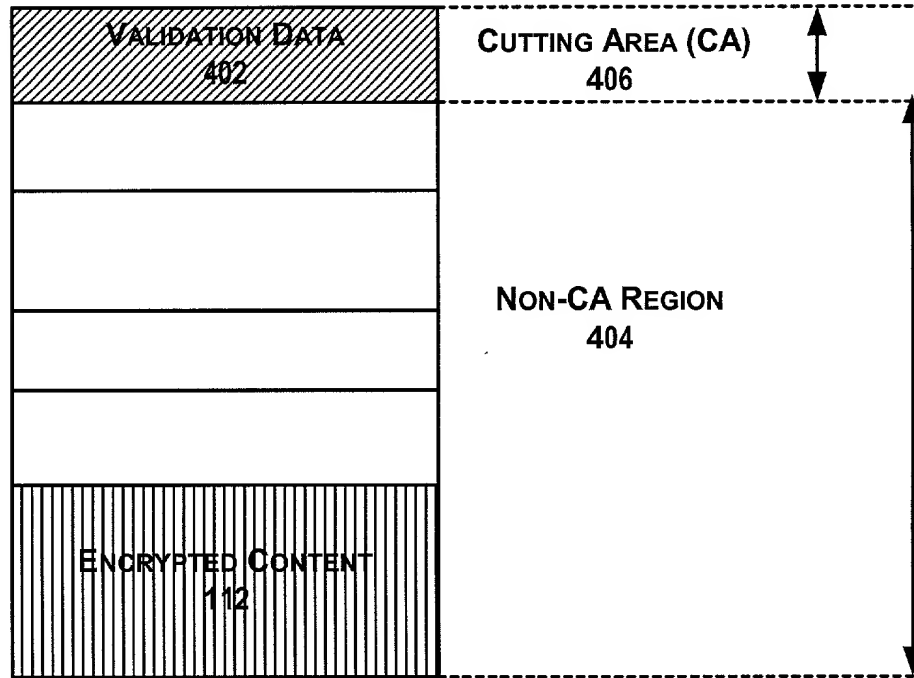 VALIDATION DATA
402
CUTTING AREA (CA)
406
NON-CA REGION
404
ENCRYPTED CONTENT
112